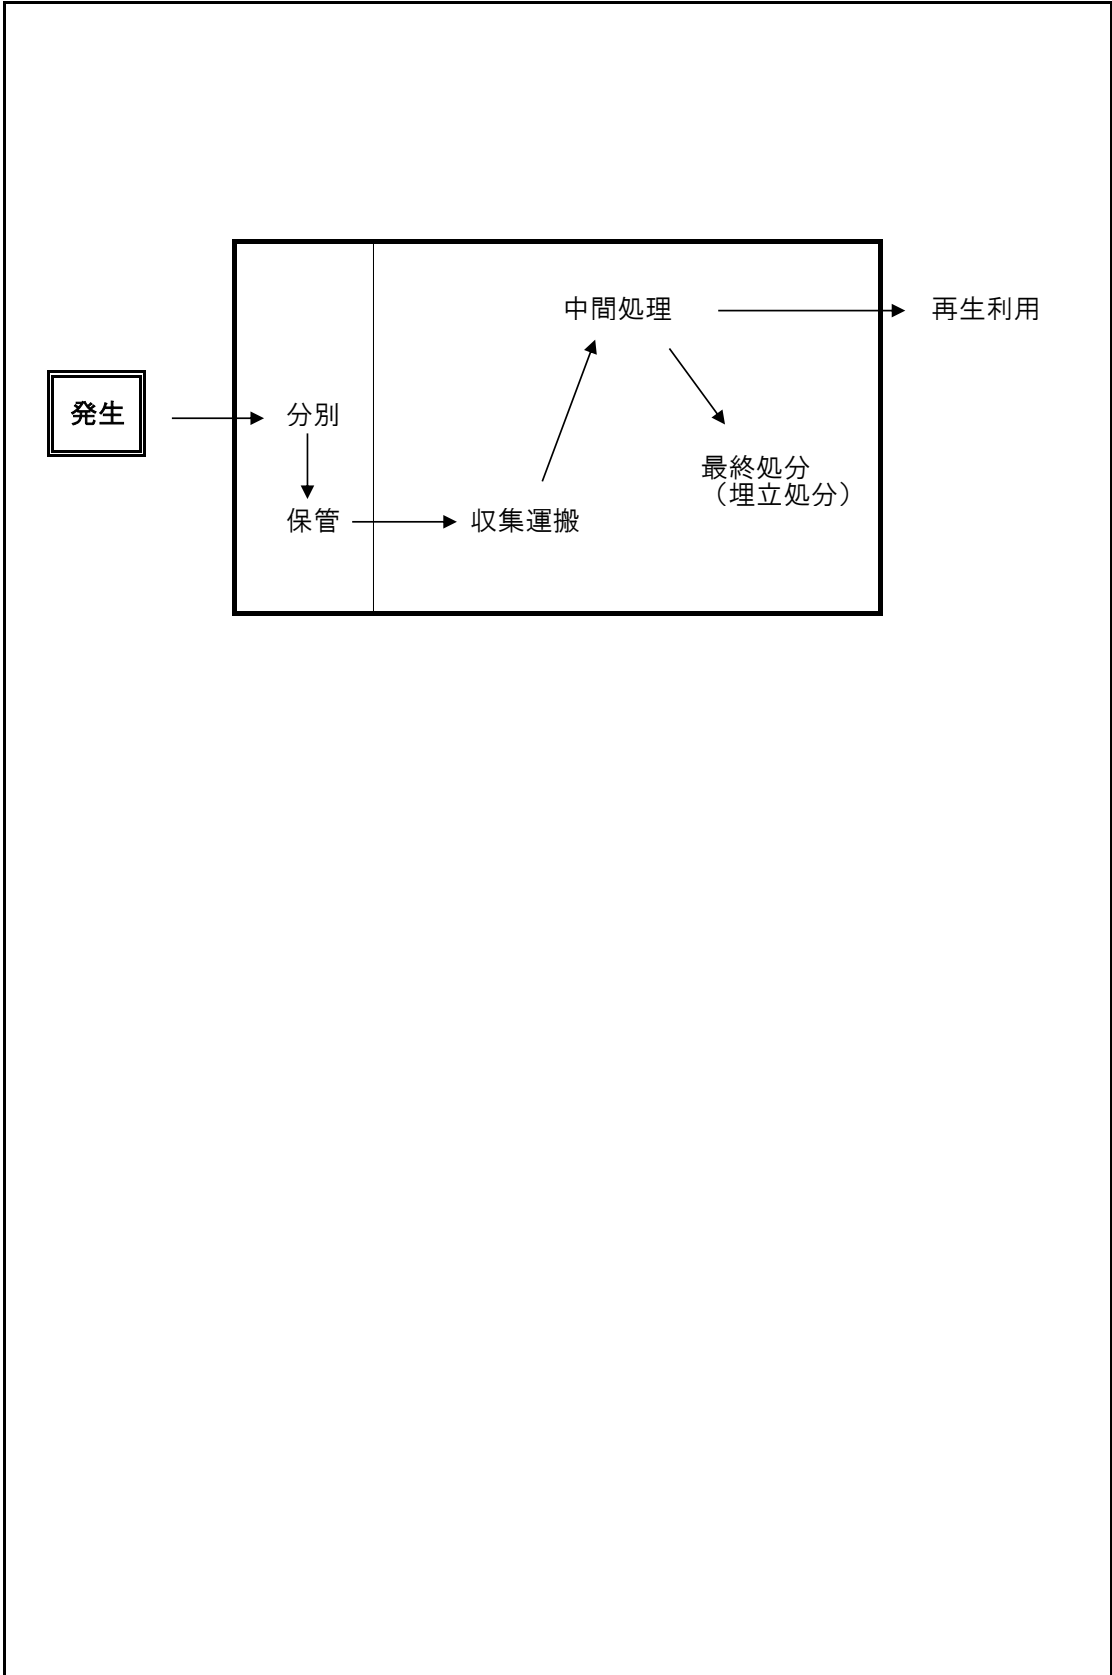 発生
分別
保管
収集運搬
中間処理
最終処分
（埋立処分）
再生利用